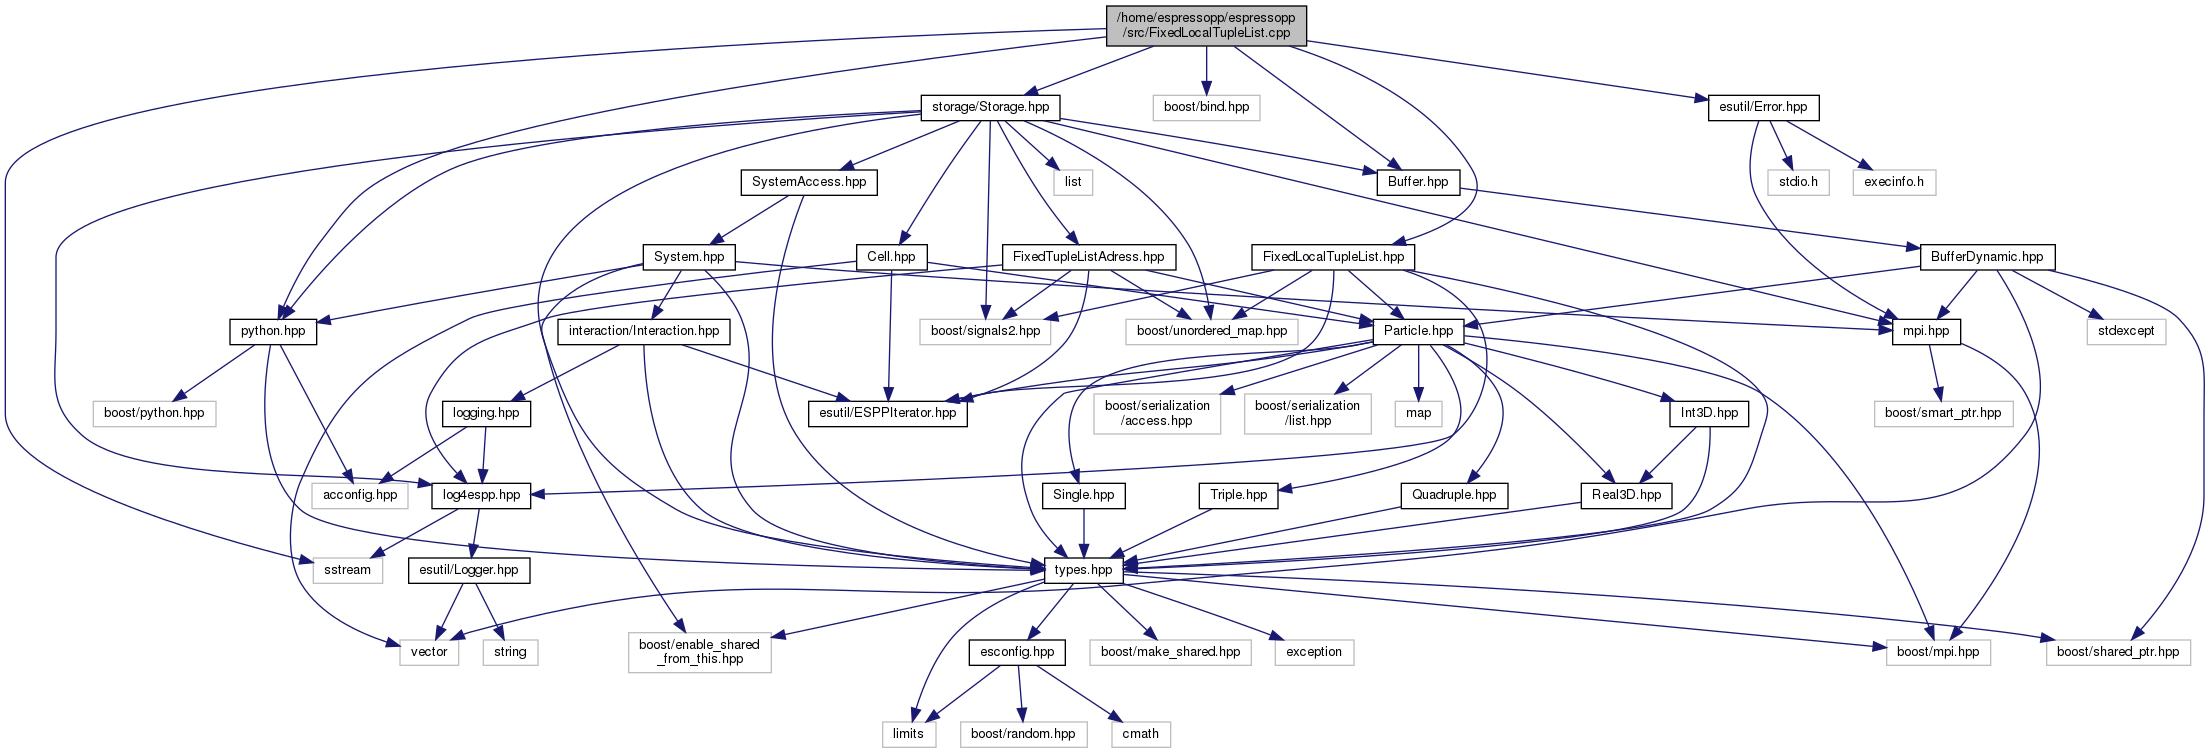 /home/espressopp/espressopp
/src/FixedLocalTupleList.cpp
storage/Storage.hpp
boost/bind.hpp
esutil/Error.hpp
SystemAccess.hpp
list
Buffer.hpp
stdio.h
execinfo.h
System.hpp
Cell.hpp
FixedTupleListAdress.hpp
FixedLocalTupleList.hpp
BufferDynamic.hpp
python.hpp
interaction/Interaction.hpp
boost/signals2.hpp
boost/unordered_map.hpp
Particle.hpp
mpi.hpp
stdexcept
boost/python.hpp
logging.hpp
esutil/ESPPIterator.hpp
boost/serialization
/access.hpp
boost/serialization
/list.hpp
map
Int3D.hpp
boost/smart_ptr.hpp
acconfig.hpp
log4espp.hpp
Single.hpp
Triple.hpp
Quadruple.hpp
Real3D.hpp
sstream
esutil/Logger.hpp
types.hpp
vector
string
boost/enable_shared
_from_this.hpp
esconfig.hpp
boost/make_shared.hpp
exception
boost/mpi.hpp
boost/shared_ptr.hpp
limits
boost/random.hpp
cmath